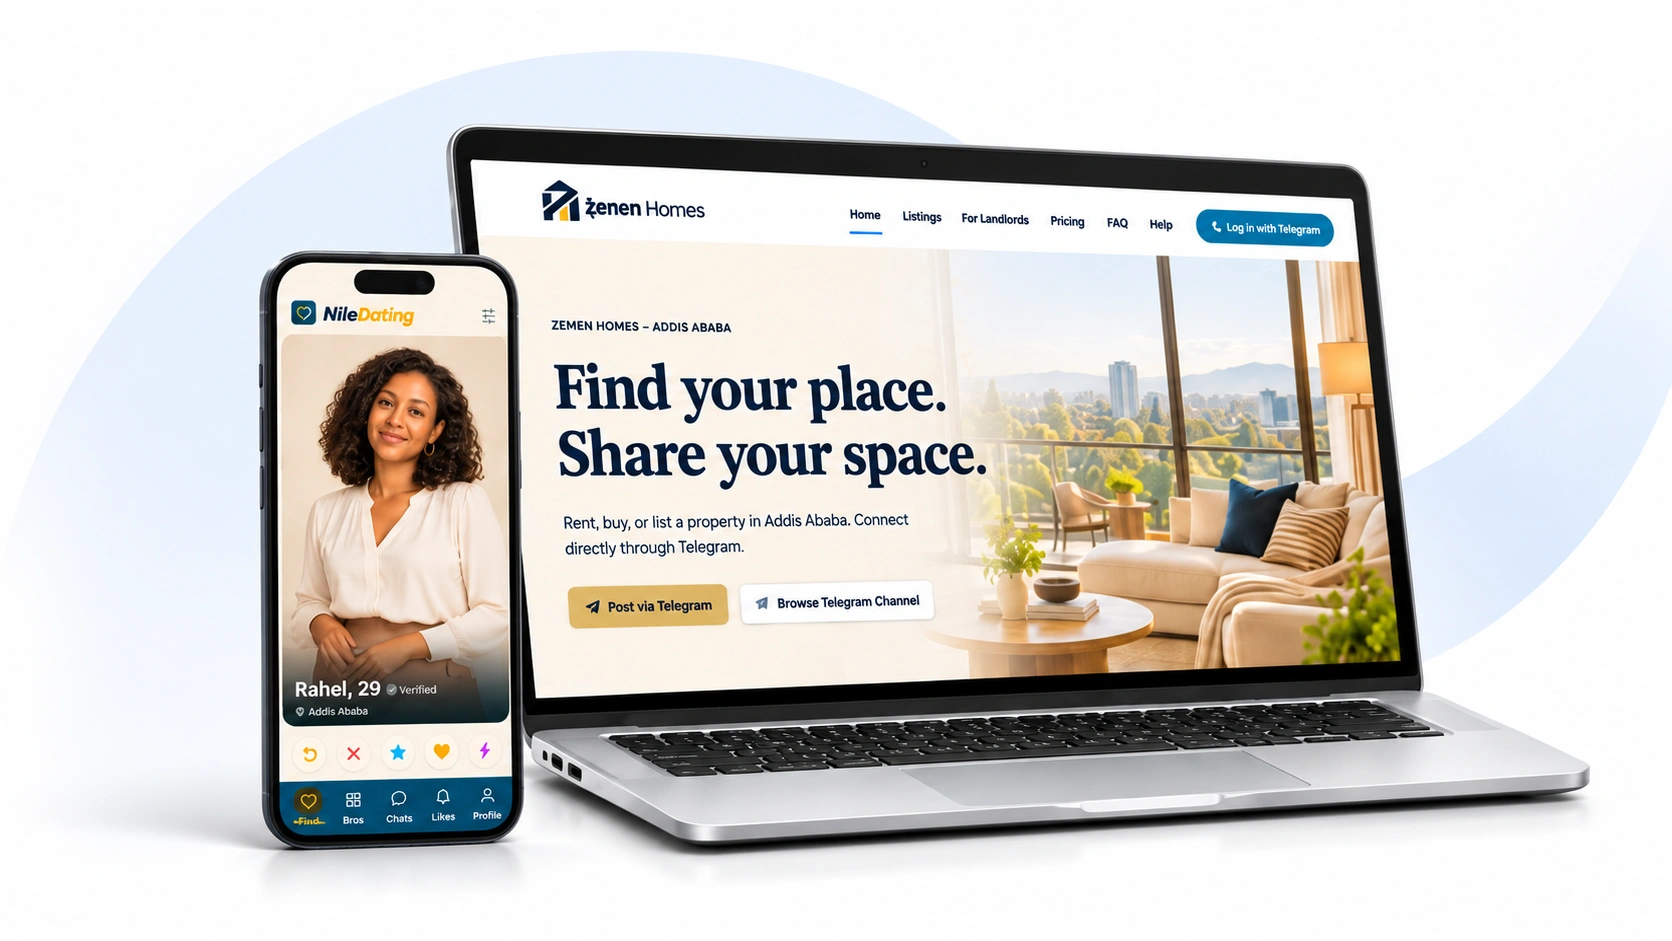 NileDating
Rahel, 29 Verified
Addis Ababa
Find
Bros
Chats
Likes
Profile
żenen Homes
Home
Listings
For Landlords
Pricing
FAQ
Help
Log in with Telegram
ZEMEN HOMES – ADDIS ABABA
Find your place.
Share your space.
Rent, buy, or list a property in Addis Ababa. Connect
directly through Telegram.
Post via Telegram
Browse Telegram Channel